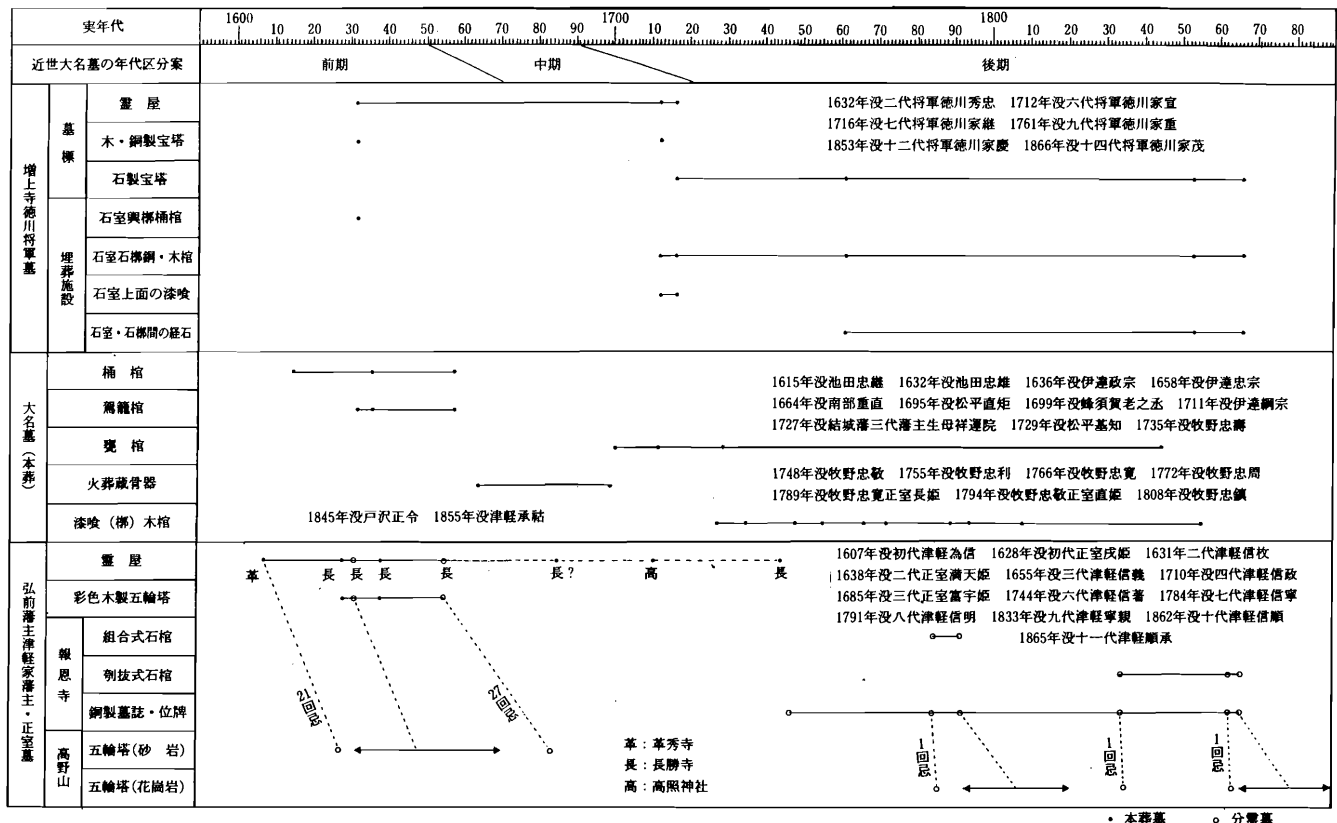 実年代
1600 1700 1800
10 20 30 40 50 60 70 80 90 10 20 30 40 50 60 70 80 90 10 20 30 40 50 60 70 80
近世大名墓の年代区分案
前期 中期 後期
増上寺徳川将軍墓
墓標
霊屋
木・銅製宝塔
石製宝塔
埋葬施設
石室輿槨桶棺
石室石槨銅・木棺
石室上面の漆喰
石室・石槨間の経石
1632年没二代将軍徳川秀忠 1712年没六代将軍徳川家宣
1716年没七代将軍徳川家継 1761年没九代将軍徳川家重
1853年没十二代将軍徳川家慶 1866年没十四代将軍徳川家茂
大名墓(本葬)
桶棺
駕籠棺
甕棺
火葬蔵骨器
漆喰(槨)木棺
1615年没池田忠継 1632年没池田忠雄 1636年没伊達政宗 1658年没伊達忠宗
1664年没南部重直 1695年没松平直矩 1699年没蜂須賀老之丞 1711年没伊達綱宗
1727年没結城藩三代藩主生母祥運院 1729年没松平基知 1735年没牧野忠壽
1748年没牧野忠敬 1755年没牧野忠利 1766年没牧野忠寛 1772年没牧野忠周
1789年没牧野忠寛正室長姫 1794年没牧野忠敬正室直姫 1808年没牧野忠鎮
1845年没戸沢正令 1855年没津軽承祜
弘前藩主津軽家藩主・正室墓
霊屋
革 長 長 長 長 長? 高 長
彩色木製五輪塔
報恩寺
組合式石棺
刳抜式石棺
銅製墓誌・位牌
高野山
五輪塔(砂岩)
五輪塔(花崗岩)
1607年没初代津軽為信 1628年没初代正室戌姫 1631年二代津軽信枚
1638年没二代正室満天姫 1655年没三代津軽信義 1710年没四代津軽信政
1685年没三代正室富宇姫 1744年没六代津軽信著 1784年没七代津軽信寧
1791年没八代津軽信明 1833年没九代津軽寧親 1862年没十代津軽信順
1865年没十一代津軽順承
21回忌
27回忌
1回忌
1回忌
1回忌
革:革秀寺
長:長勝寺
高:高照神社
• 本葬墓 ○ 分霊墓